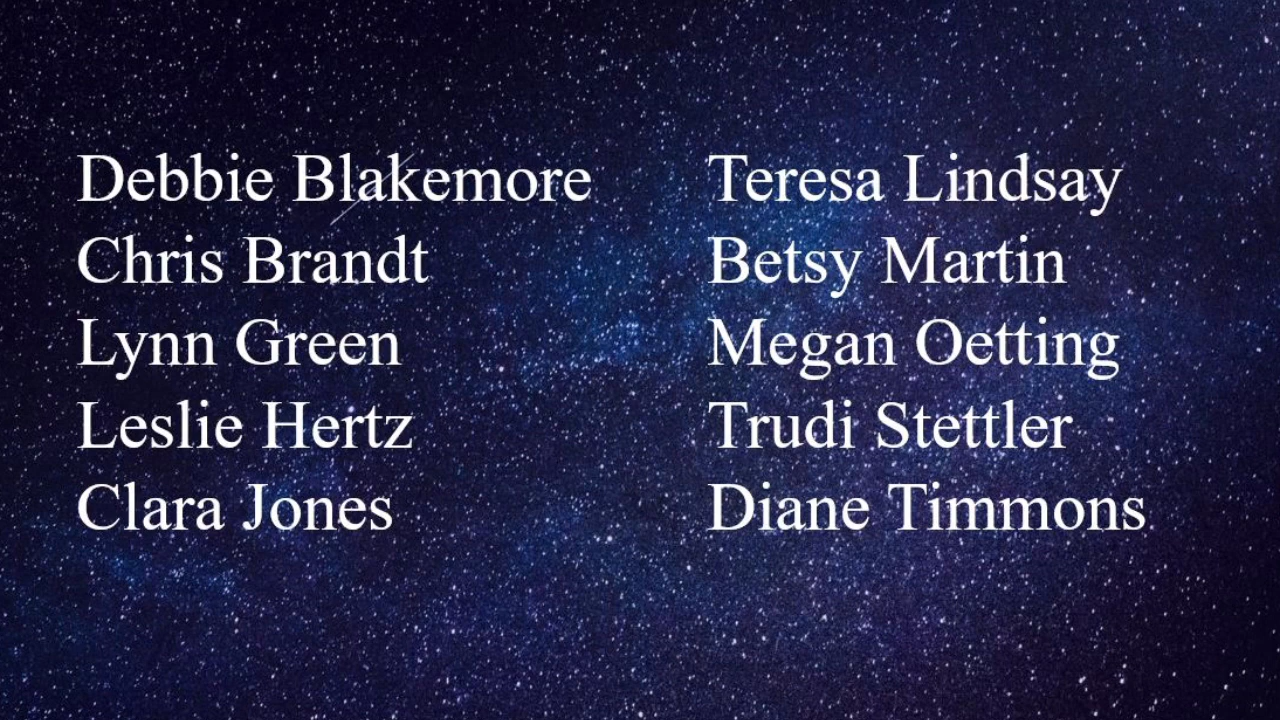 Debbie Blakemore
Chris Brandt
Lynn Green
Leslie Hertz
Clara Jones
Teresa Lindsay
Betsy Martin
Megan Oetting
Trudi Stettler
Diane Timmons